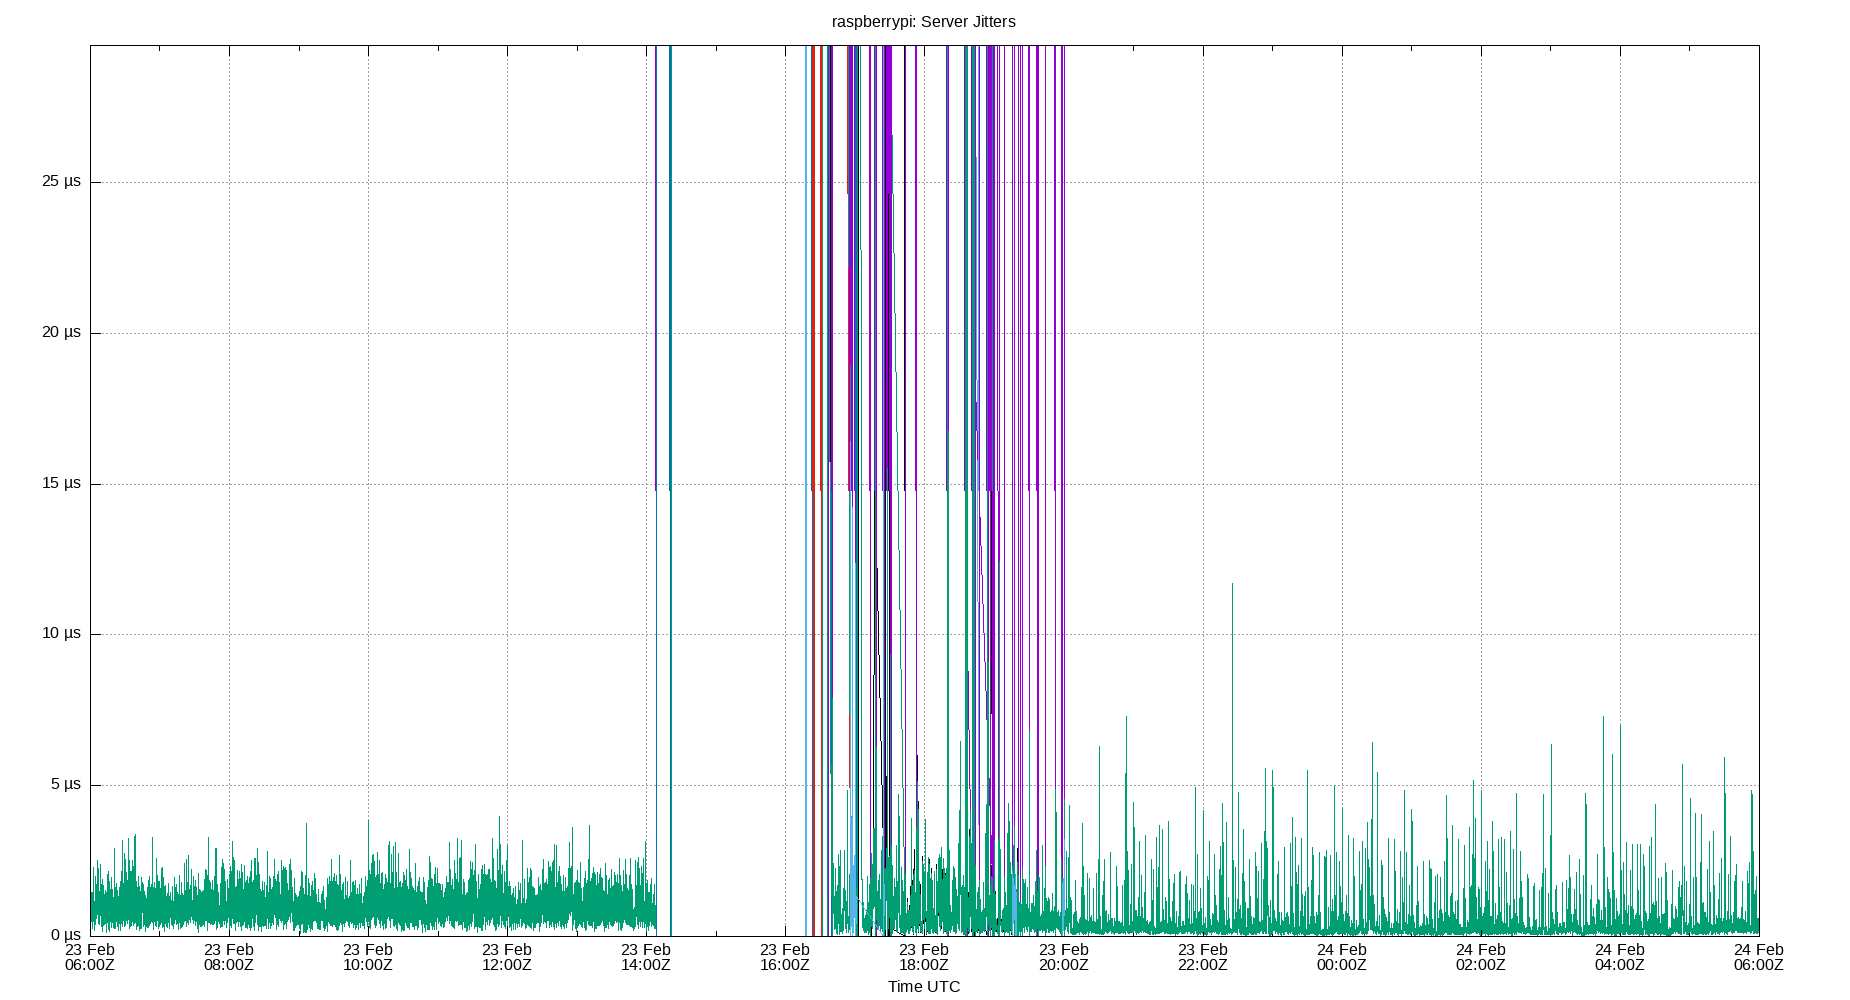 raspberrypi: Server Jitters
25 µs
20 µs
15 µs
10 µs
5 µs
0 µs
23 Feb 23 Feb 23 Feb 23 Feb 23 Feb 23 Feb 23 Feb 23 Feb 23 Feb 24 Feb 24 Feb 24 Feb 24 Feb
06:00Z 08:00Z 10:00Z 12:00Z 14:00Z 16:00Z 18:00Z 20:00Z 22:00Z 00:00Z 02:00Z 04:00Z 06:00Z
Time UTC